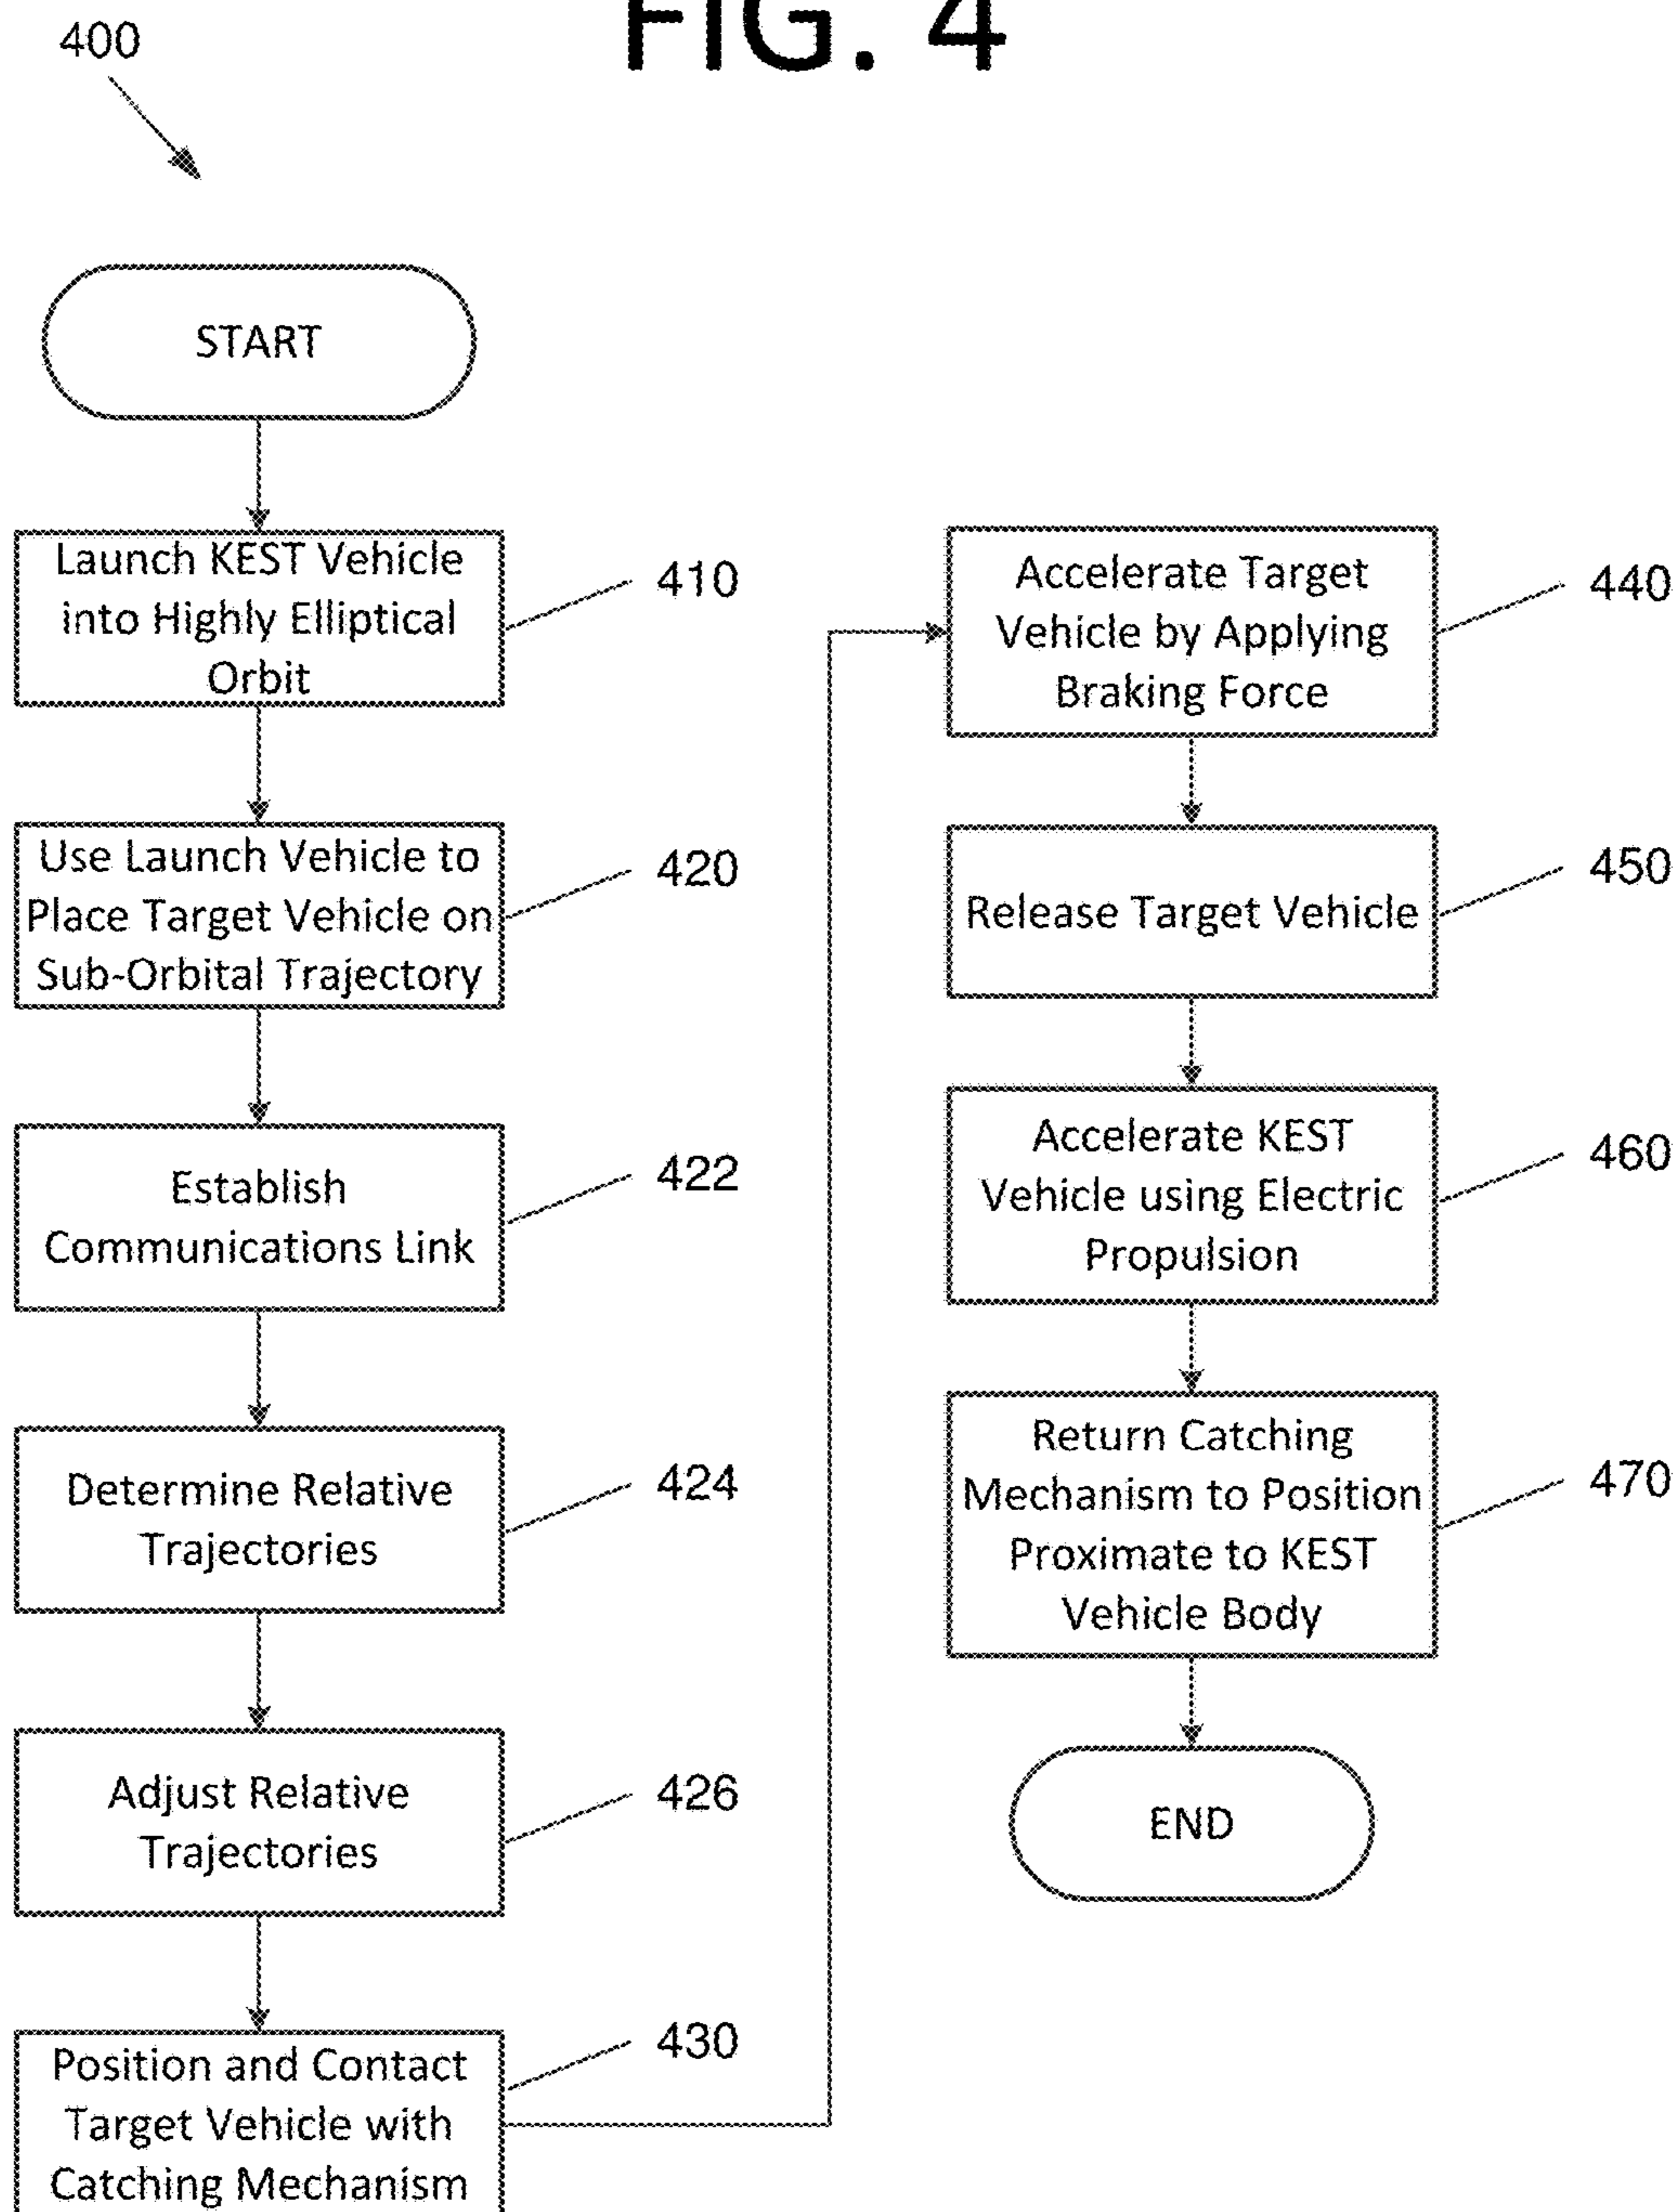 FIG. 4
400
START
Launch KEST Vehicle
into Highly Elliptical
Orbit
410
Use Launch Vehicle to
Place Target Vehicle on
Sub-Orbital Trajectory
420
Establish
Communications Link
422
Determine Relative
Trajectories
424
Adjust Relative
Trajectories
426
Position and Contact
Target Vehicle with
Catching Mechanism
430
Accelerate Target
Vehicle by Applying
Braking Force
440
Release Target Vehicle
450
Accelerate KEST
Vehicle using Electric
Propulsion
460
Return Catching
Mechanism to Position
Proximate to KEST
Vehicle Body
470
END